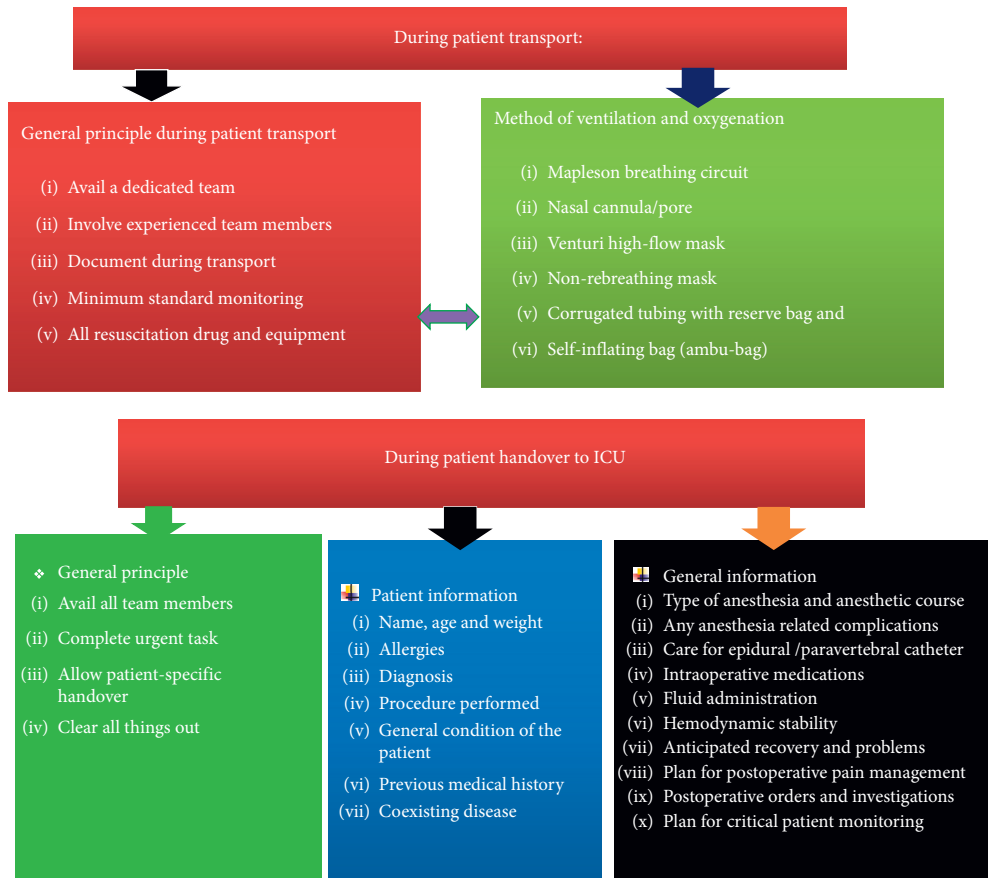 During patient transport:
General principle during patient transport
(i) Avail a dedicated team
(ii) Involve experienced team members
(iii) Document during transport
(iv) Minimum standard monitoring
(v) All resuscitation drug and equipment
Method of ventilation and oxygenation
(i) Mapleson breathing circuit
(ii) Nasal cannula/pore
(iii) Venturi high-flow mask
(iv) Non-rebreathing mask
(v) Corrugated tubing with reserve bag and
(vi) Self-inflating bag (ambu-bag)
During patient handover to ICU
❖ General principle
(i) Avail all team members
(ii) Complete urgent task
(iii) Allow patient-specific
handover
(iv) Clear all things out
Patient information
(i) Name, age and weight
(ii) Allergies
(iii) Diagnosis
(iv) Procedure performed
(v) General condition of the
patient
(vi) Previous medical history
(vii) Coexisting disease
General information
(i) Type of anesthesia and anesthetic course
(ii) Any anesthesia related complications
(iii) Care for epidural /paravertebral catheter
(iv) Intraoperative medications
(v) Fluid administration
(vi) Hemodynamic stability
(vii) Anticipated recovery and problems
(viii) Plan for postoperative pain management
(ix) Postoperative orders and investigations
(x) Plan for critical patient monitoring